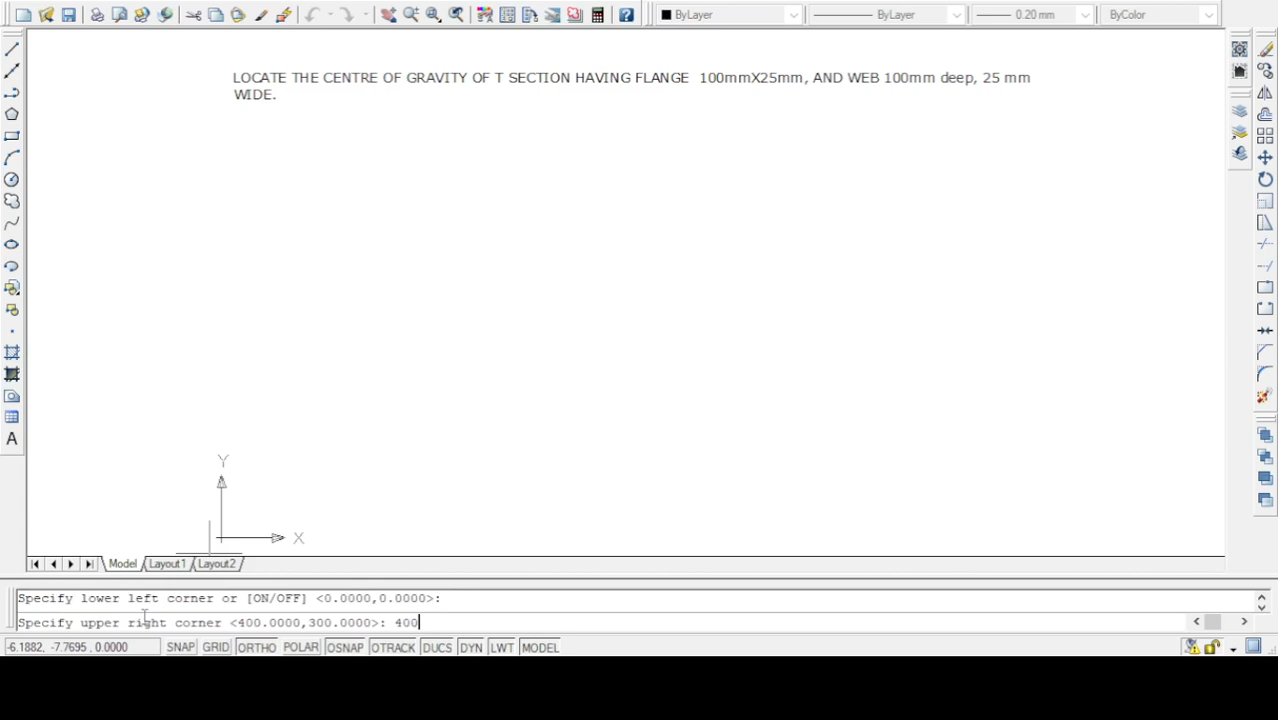 ByLayer
ByLayer
0.20 mm
ByColor
LOCATE THE CENTRE OF GRAVITY OF T SECTION HAVING FLANGE 100mmX25mm, AND WEB 100mm deep, 25 mm
WIDE.
A
Y
X
Model
Layout1
Layout2
Specify lower left corner or [ON/OFF] <0.0000,0.0000>:
Specify upper right corner <400.0000,300.0000>: 400
-6.1882, -7.7695 , 0.0000
SNAP GRID ORTHO POLAR OSNAP OTRACK DUCS DYN LWT MODEL